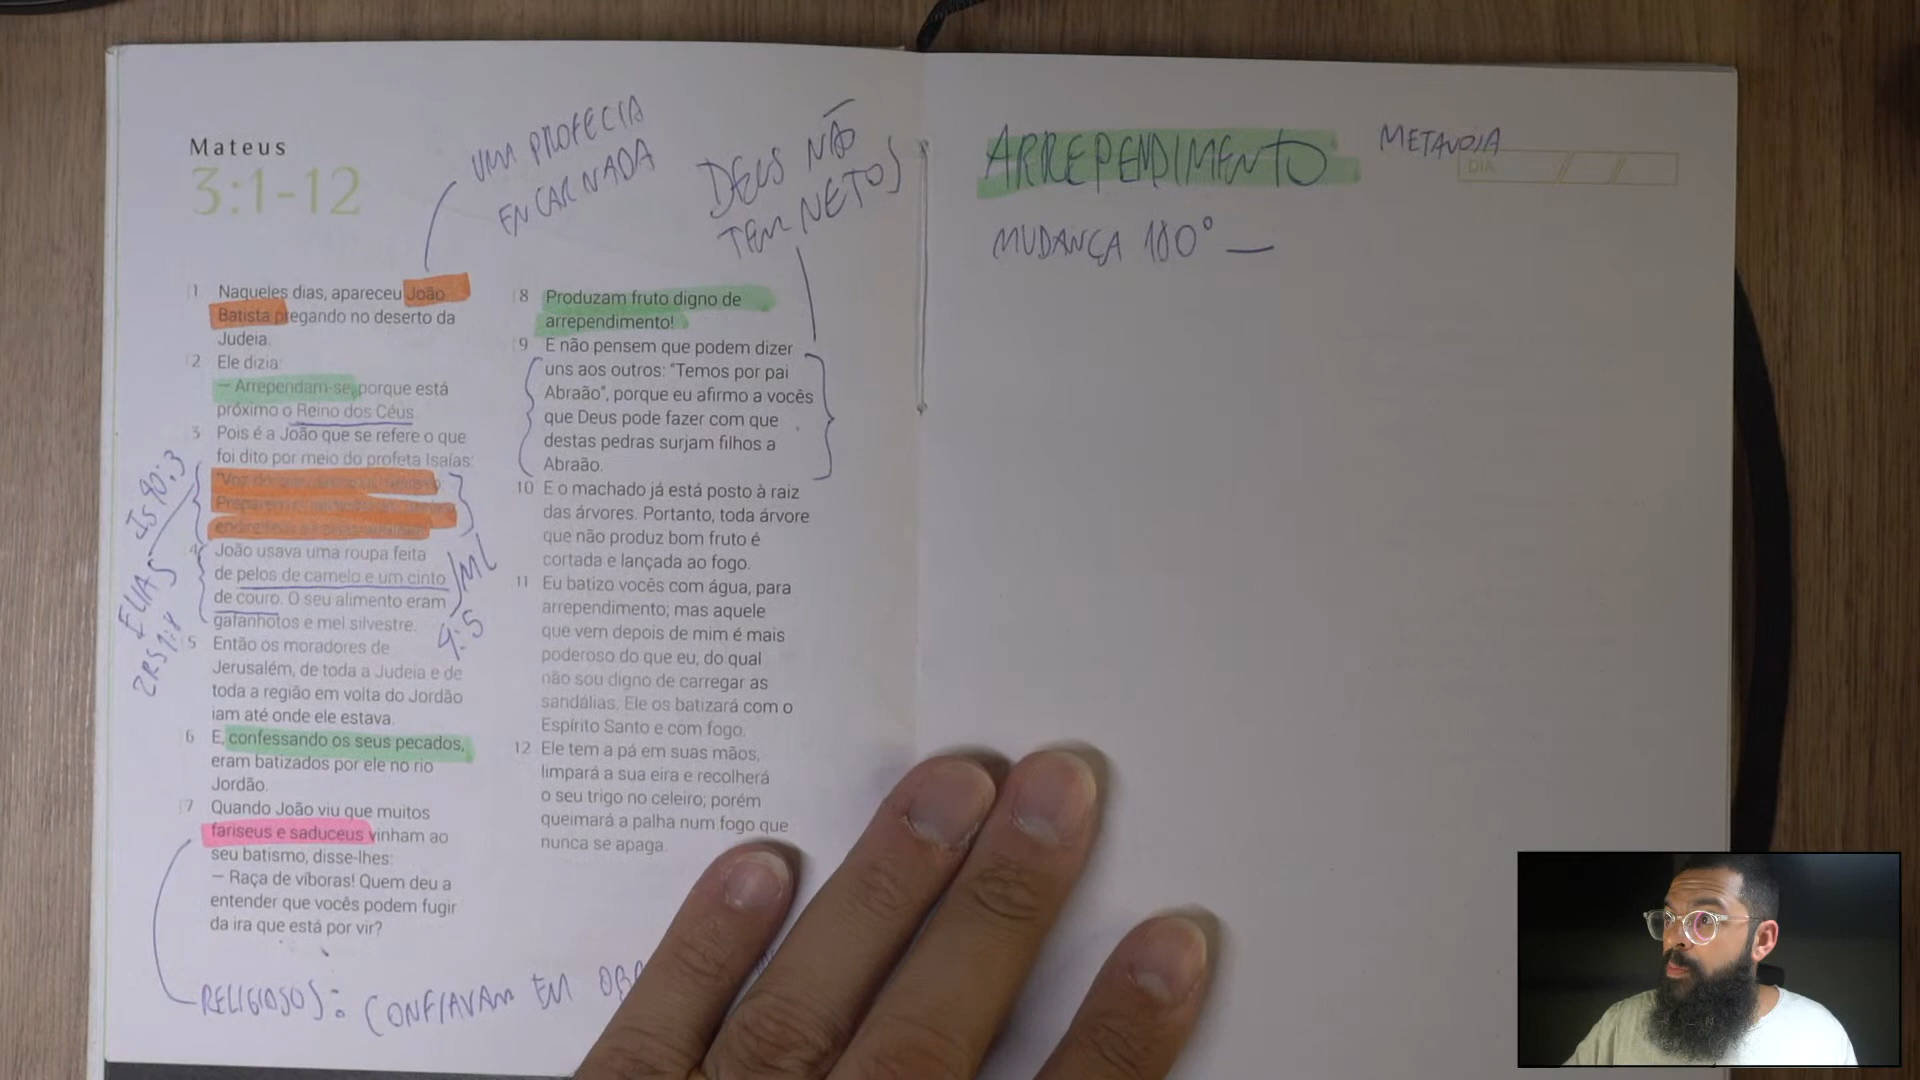 Mateus
3:1-12
UMA PROFECIA
ENCARNADA
DEUS NÃO
TEM NETOS
1 Naqueles dias, apareceu João
Batista pregando no deserto da
Judeia.
2 Ele dizia:
— Arrependam-se, porque está
próximo o Reino dos Céus.
3 Pois é a João que se refere o que
foi dito por meio do profeta Isaías:
"Voz do que clama no deserto:
Preparem o caminho do Senhor,
endireitem
4 João usava uma roupa feita
de pelos de camelo e um cinto
de couro. O seu alimento eram
gafanhotos e mel silvestre.
5 Então os moradores de
Jerusalém, de toda a Judeia e de
toda a região em volta do Jordão
iam até onde ele estava.
6 E, confessando os seus pecados,
eram batizados por ele no rio
Jordão.
7 Quando João viu que muitos
fariseus e saduceus vinham ao
seu batismo, disse-lhes:
— Raça de víboras! Quem deu a
entender que vocês podem fugir
da ira que está por vir?
Is 40:3
ELIAS
2RS 1:8
ML
4:5
RELIGIOSOS: CONFIAVAM EM
8 Produzam fruto digno de
arrependimento!
9 E não pensem que podem dizer
uns aos outros: "Temos por pai
Abraão", porque eu afirmo a vocês
que Deus pode fazer com que
destas pedras surjam filhos a
Abraão.
10 E o machado já está posto à raiz
das árvores. Portanto, toda árvore
que não produz bom fruto é
cortada e lançada ao fogo.
11 Eu batizo vocês com água, para
arrependimento; mas aquele
que vem depois de mim é mais
poderoso do que eu, do qual
não sou digno de carregar as
sandálias. Ele os batizará com o
Espírito Santo e com fogo.
12 Ele tem a pá em suas mãos,
limpará a sua eira e recolherá
o seu trigo no celeiro; porém
queimará a palha num fogo que
nunca se apaga.
ARREPENDIMENTO
METANOIA
DIA / /
MUDANÇA 180° —